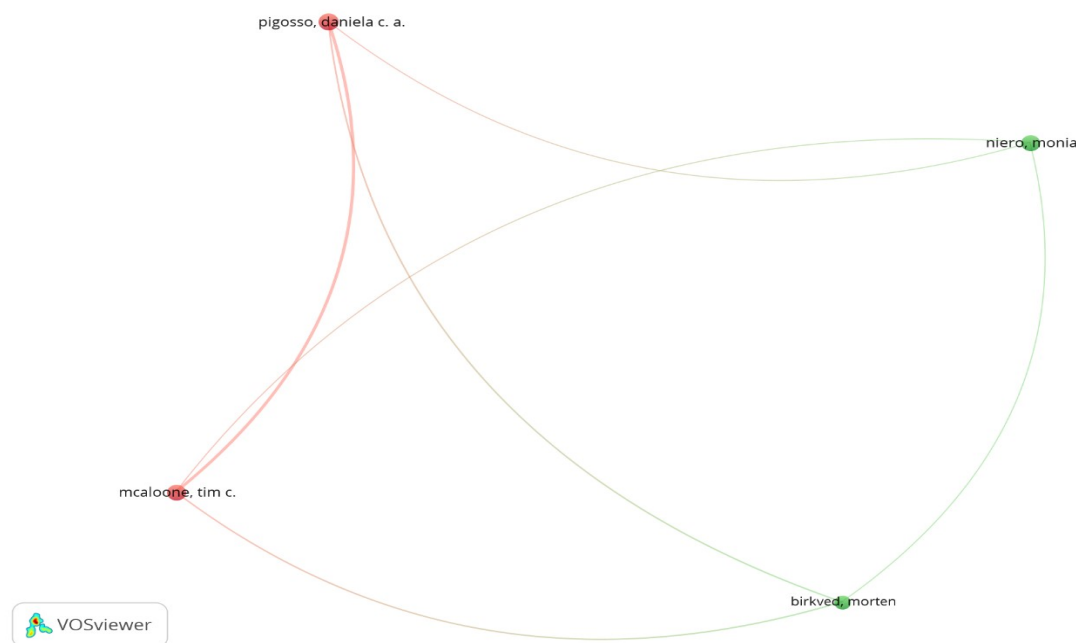 pigosso, daniela c. a.
niero, monia
mcaloone, tim c.
birkved, morten
VOSviewer